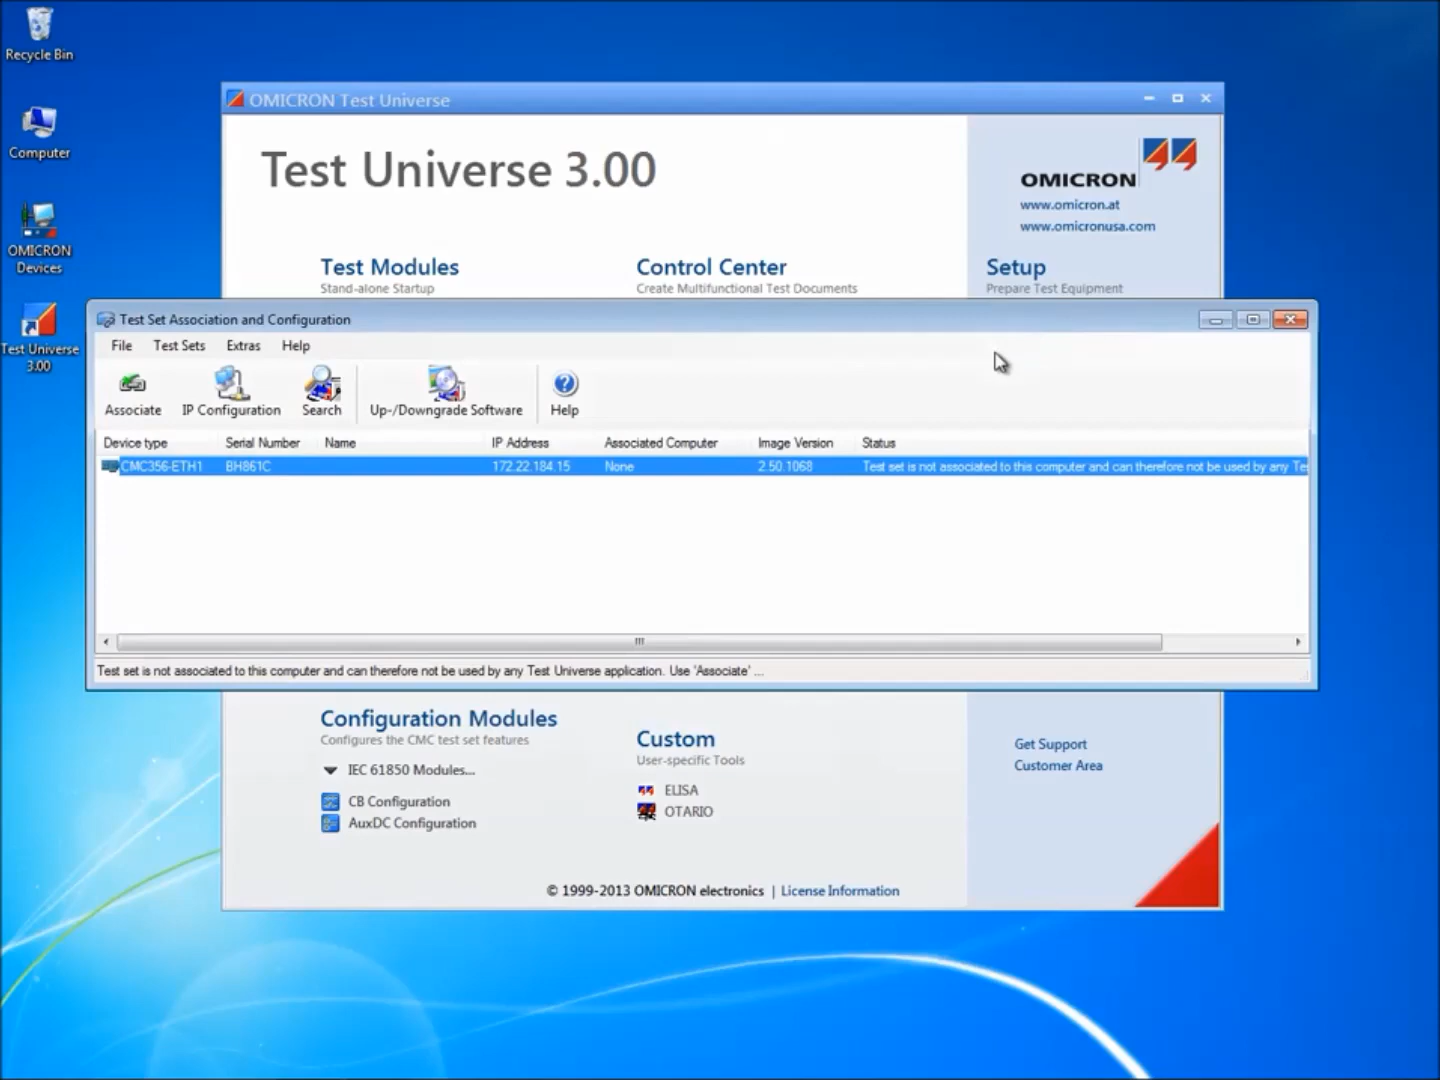 Recycle Bin
Computer
OMICRON
Devices
Test Universe
3.00
OMICRON Test Universe
Test Universe 3.00
OMICRON
www.omicron.at
www.omicronusa.com
Test Modules
Stand-alone Startup
Control Center
Create Multifunctional Test Documents
Setup
Prepare Test Equipment
Test Set Association and Configuration
File Test Sets Extras Help
Associate IP Configuration Search Up-/Downgrade Software Help
Device type Serial Number Name IP Address Associated Computer Image Version Status
CMC356-ETH1 BH861C 172.22.184.15 None 2.50.1068 Test set is not associated to this computer and can therefore not be used by any Te
Test set is not associated to this computer and can therefore not be used by any Test Universe application. Use 'Associate' ...
Configuration Modules
Configures the CMC test set features
IEC 61850 Modules...
CB Configuration
AuxDC Configuration
Custom
User-specific Tools
ELISA
OTARIO
Get Support
Customer Area
© 1999-2013 OMICRON electronics | License Information